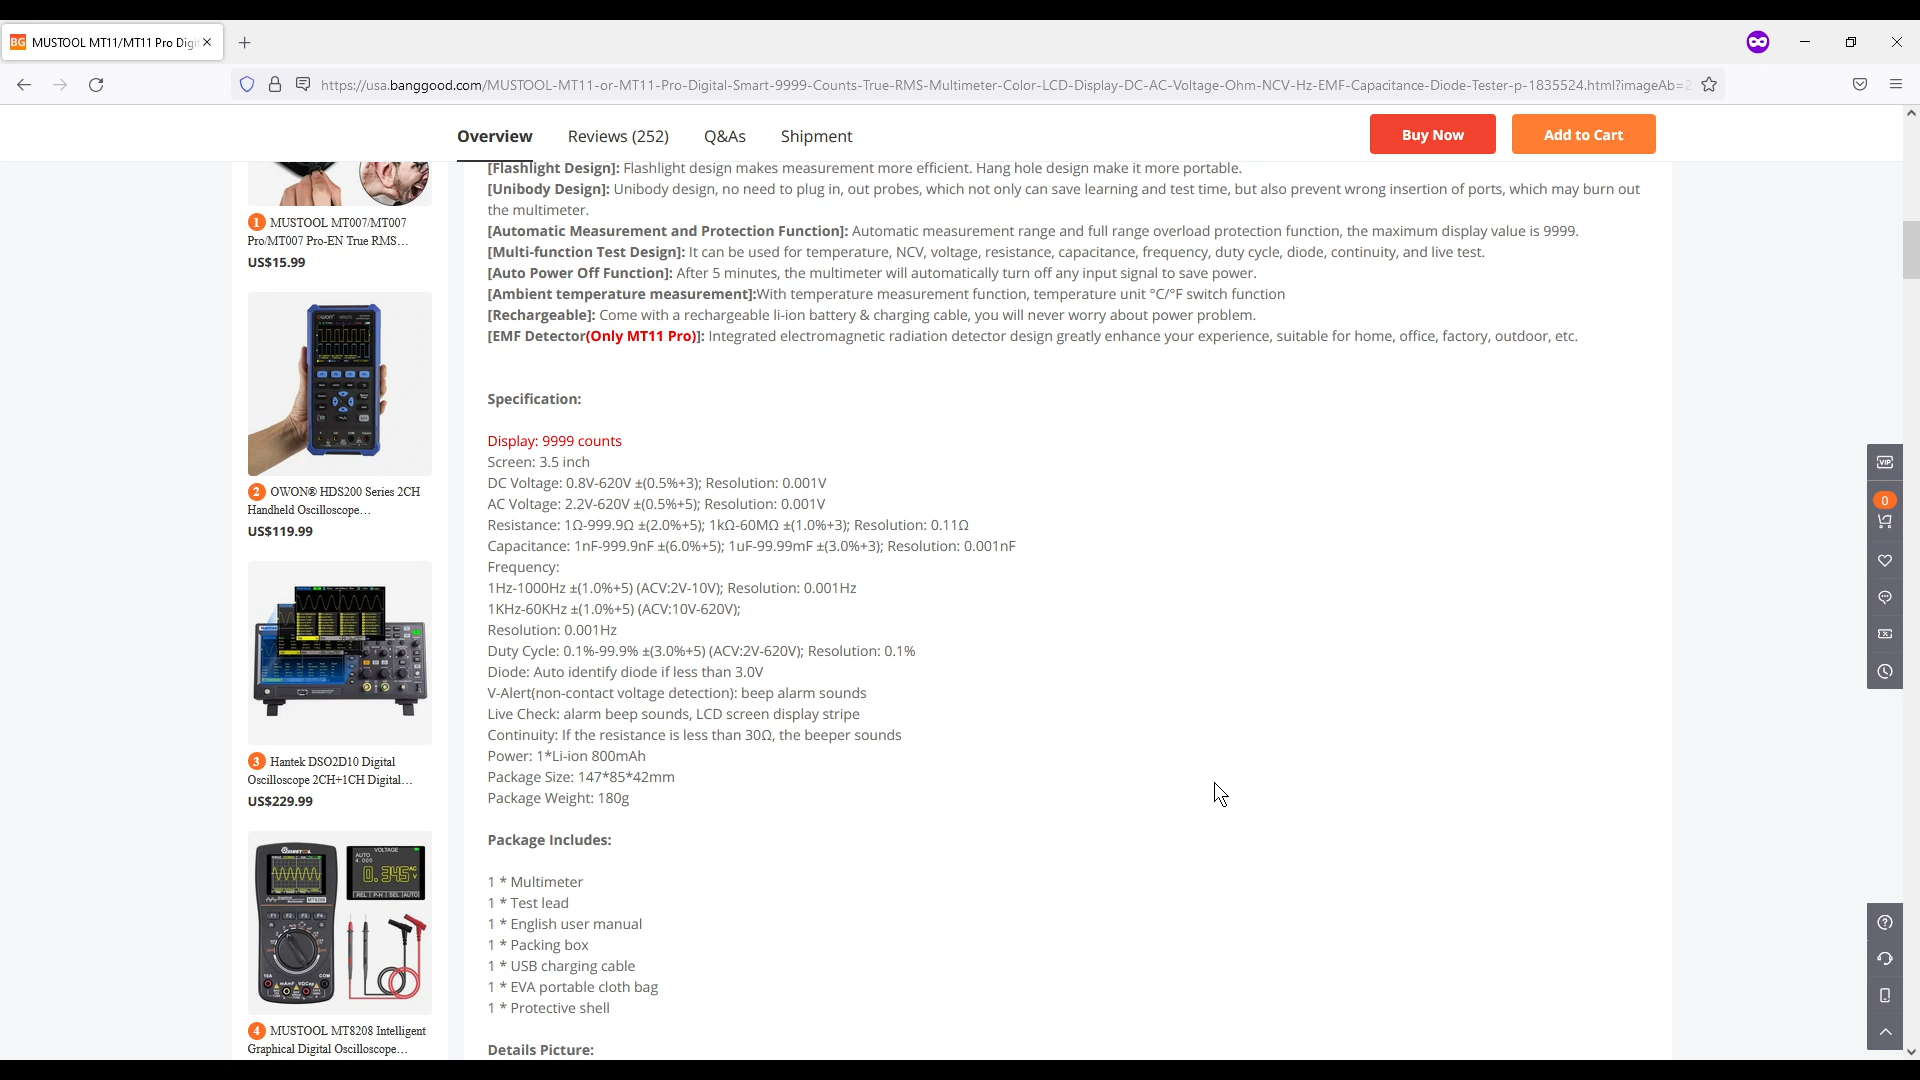 BG MUSTOOL MT11/MT11 Pro Digi
https://usa.banggood.com/MUSTOOL-MT11-or-MT11-Pro-Digital-Smart-9999-Counts-True-RMS-Multimeter-Color-LCD-Display-DC-AC-Voltage-Ohm-NCV-Hz-EMF-Capacitance-Diode-Tester-p-1835524.html?imageAb=2
Overview Reviews (252) Q&As Shipment Buy Now Add to Cart
[Flashlight Design]: Flashlight design makes measurement more efficient. Hang hole design make it more portable.
[Unibody Design]: Unibody design, no need to plug in, out probes, which not only can save learning and test time, but also prevent wrong insertion of ports, which may burn out
the multimeter.
[Automatic Measurement and Protection Function]: Automatic measurement range and full range overload protection function, the maximum display value is 9999.
[Multi-function Test Design]: It can be used for temperature, NCV, voltage, resistance, capacitance, frequency, duty cycle, diode, continuity, and live test.
[Auto Power Off Function]: After 5 minutes, the multimeter will automatically turn off any input signal to save power.
[Ambient temperature measurement]:With temperature measurement function, temperature unit °C/°F switch function
[Rechargeable]: Come with a rechargeable li-ion battery & charging cable, you will never worry about power problem.
[EMF Detector(Only MT11 Pro)]: Integrated electromagnetic radiation detector design greatly enhance your experience, suitable for home, office, factory, outdoor, etc.
Specification:
Display: 9999 counts
Screen: 3.5 inch
DC Voltage: 0.8V-620V ±(0.5%+3); Resolution: 0.001V
AC Voltage: 2.2V-620V ±(0.5%+5); Resolution: 0.001V
Resistance: 1Ω-999.9Ω ±(2.0%+5); 1kΩ-60MΩ ±(1.0%+3); Resolution: 0.11Ω
Capacitance: 1nF-999.9nF ±(6.0%+5); 1uF-99.99mF ±(3.0%+3); Resolution: 0.001nF
Frequency:
1Hz-1000Hz ±(1.0%+5) (ACV:2V-10V); Resolution: 0.001Hz
1KHz-60KHz ±(1.0%+5) (ACV:10V-620V);
Resolution: 0.001Hz
Duty Cycle: 0.1%-99.9% ±(3.0%+5) (ACV:2V-620V); Resolution: 0.1%
Diode: Auto identify diode if less than 3.0V
V-Alert(non-contact voltage detection): beep alarm sounds
Live Check: alarm beep sounds, LCD screen display stripe
Continuity: If the resistance is less than 30Ω, the beeper sounds
Power: 1*Li-ion 800mAh
Package Size: 147*85*42mm
Package Weight: 180g
Package Includes:
1 * Multimeter
1 * Test lead
1 * English user manual
1 * Packing box
1 * USB charging cable
1 * EVA portable cloth bag
1 * Protective shell
Details Picture:
1 MUSTOOL MT007/MT007
Pro/MT007 Pro-EN True RMS...
US$15.99
2 OWON® HDS200 Series 2CH
Handheld Oscilloscope...
US$119.99
3 Hantek DSO2D10 Digital
Oscilloscope 2CH+1CH Digital...
US$229.99
VOLTAGE
AUTO
4.000
0.345 AC
V
REL P-H SEL AUTO
F1 F2 F3 F4
10A
COM
4 MUSTOOL MT8208 Intelligent
Graphical Digital Oscilloscope...
VIP
0